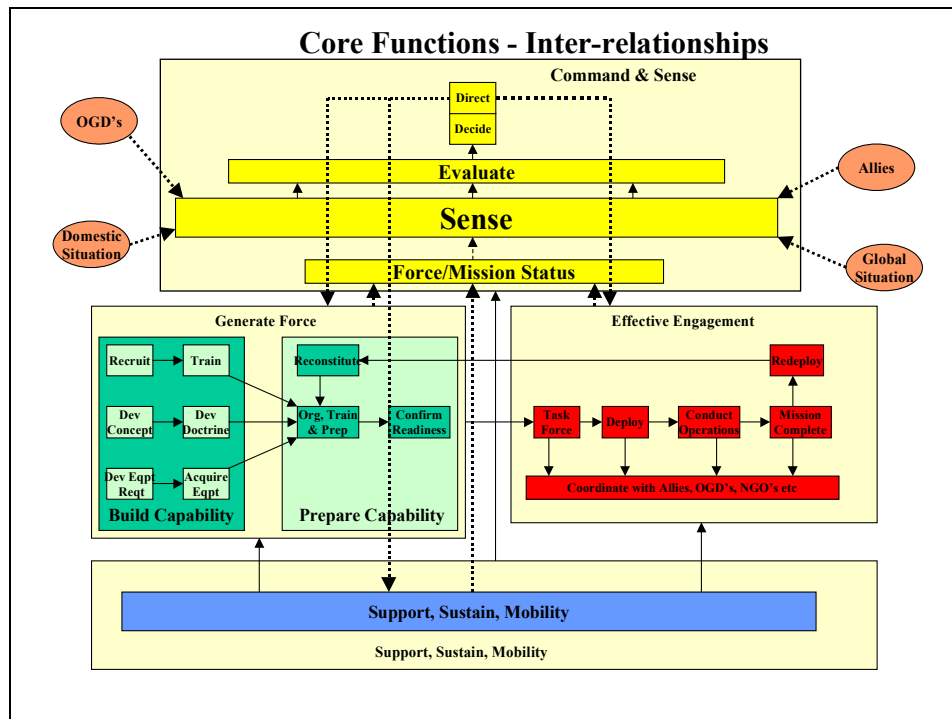 Core Functions - Inter-relationships
Command & Sense
Direct
OGD's
Decide
Evaluate
Allies
Sense
Domestic
Situation
Global
Situation
Force/Mission Status
Generate Force
Effective Engagement
Recruit
Train
Reconstitute
Redeploy
Dev
Concept
Dev
Doctrine
Org, Train
& Prep
Confirm
Readiness
Task
Force
Deploy
Conduct
Operations
Mission
Complete
Dev Eqpt
Reqt
Acquire
Eqpt
Coordinate with Allies, OGD's, NGO's etc
Build Capability
Prepare Capability
Support, Sustain, Mobility
Support, Sustain, Mobility